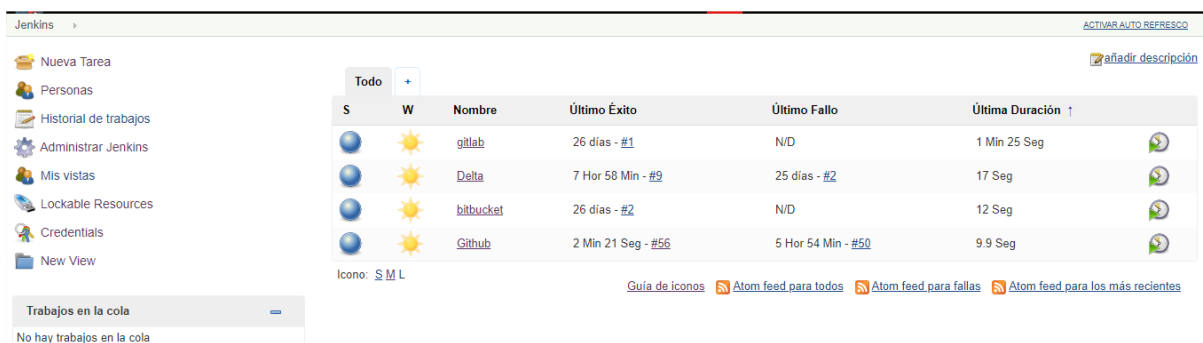 Jenkins
ACTIVAR AUTO REFRESCO
Nueva Tarea
Personas
Historial de trabajos
Administrar Jenkins
Mis vistas
Lockable Resources
Credentials
New View
Trabajos en la cola
No hay trabajos en la cola
añadir descripción
Todo +
S W Nombre Último Éxito Último Fallo Última Duración ↑
gitlab 26 días - #1 N/D 1 Min 25 Seg
Delta 7 Hor 58 Min - #9 25 días - #2 17 Seg
bitbucket 26 días - #2 N/D 12 Seg
Github 2 Min 21 Seg - #56 5 Hor 54 Min - #50 9.9 Seg
Icono: S M L
Guía de iconos Atom feed para todos Atom feed para fallas Atom feed para los más recientes